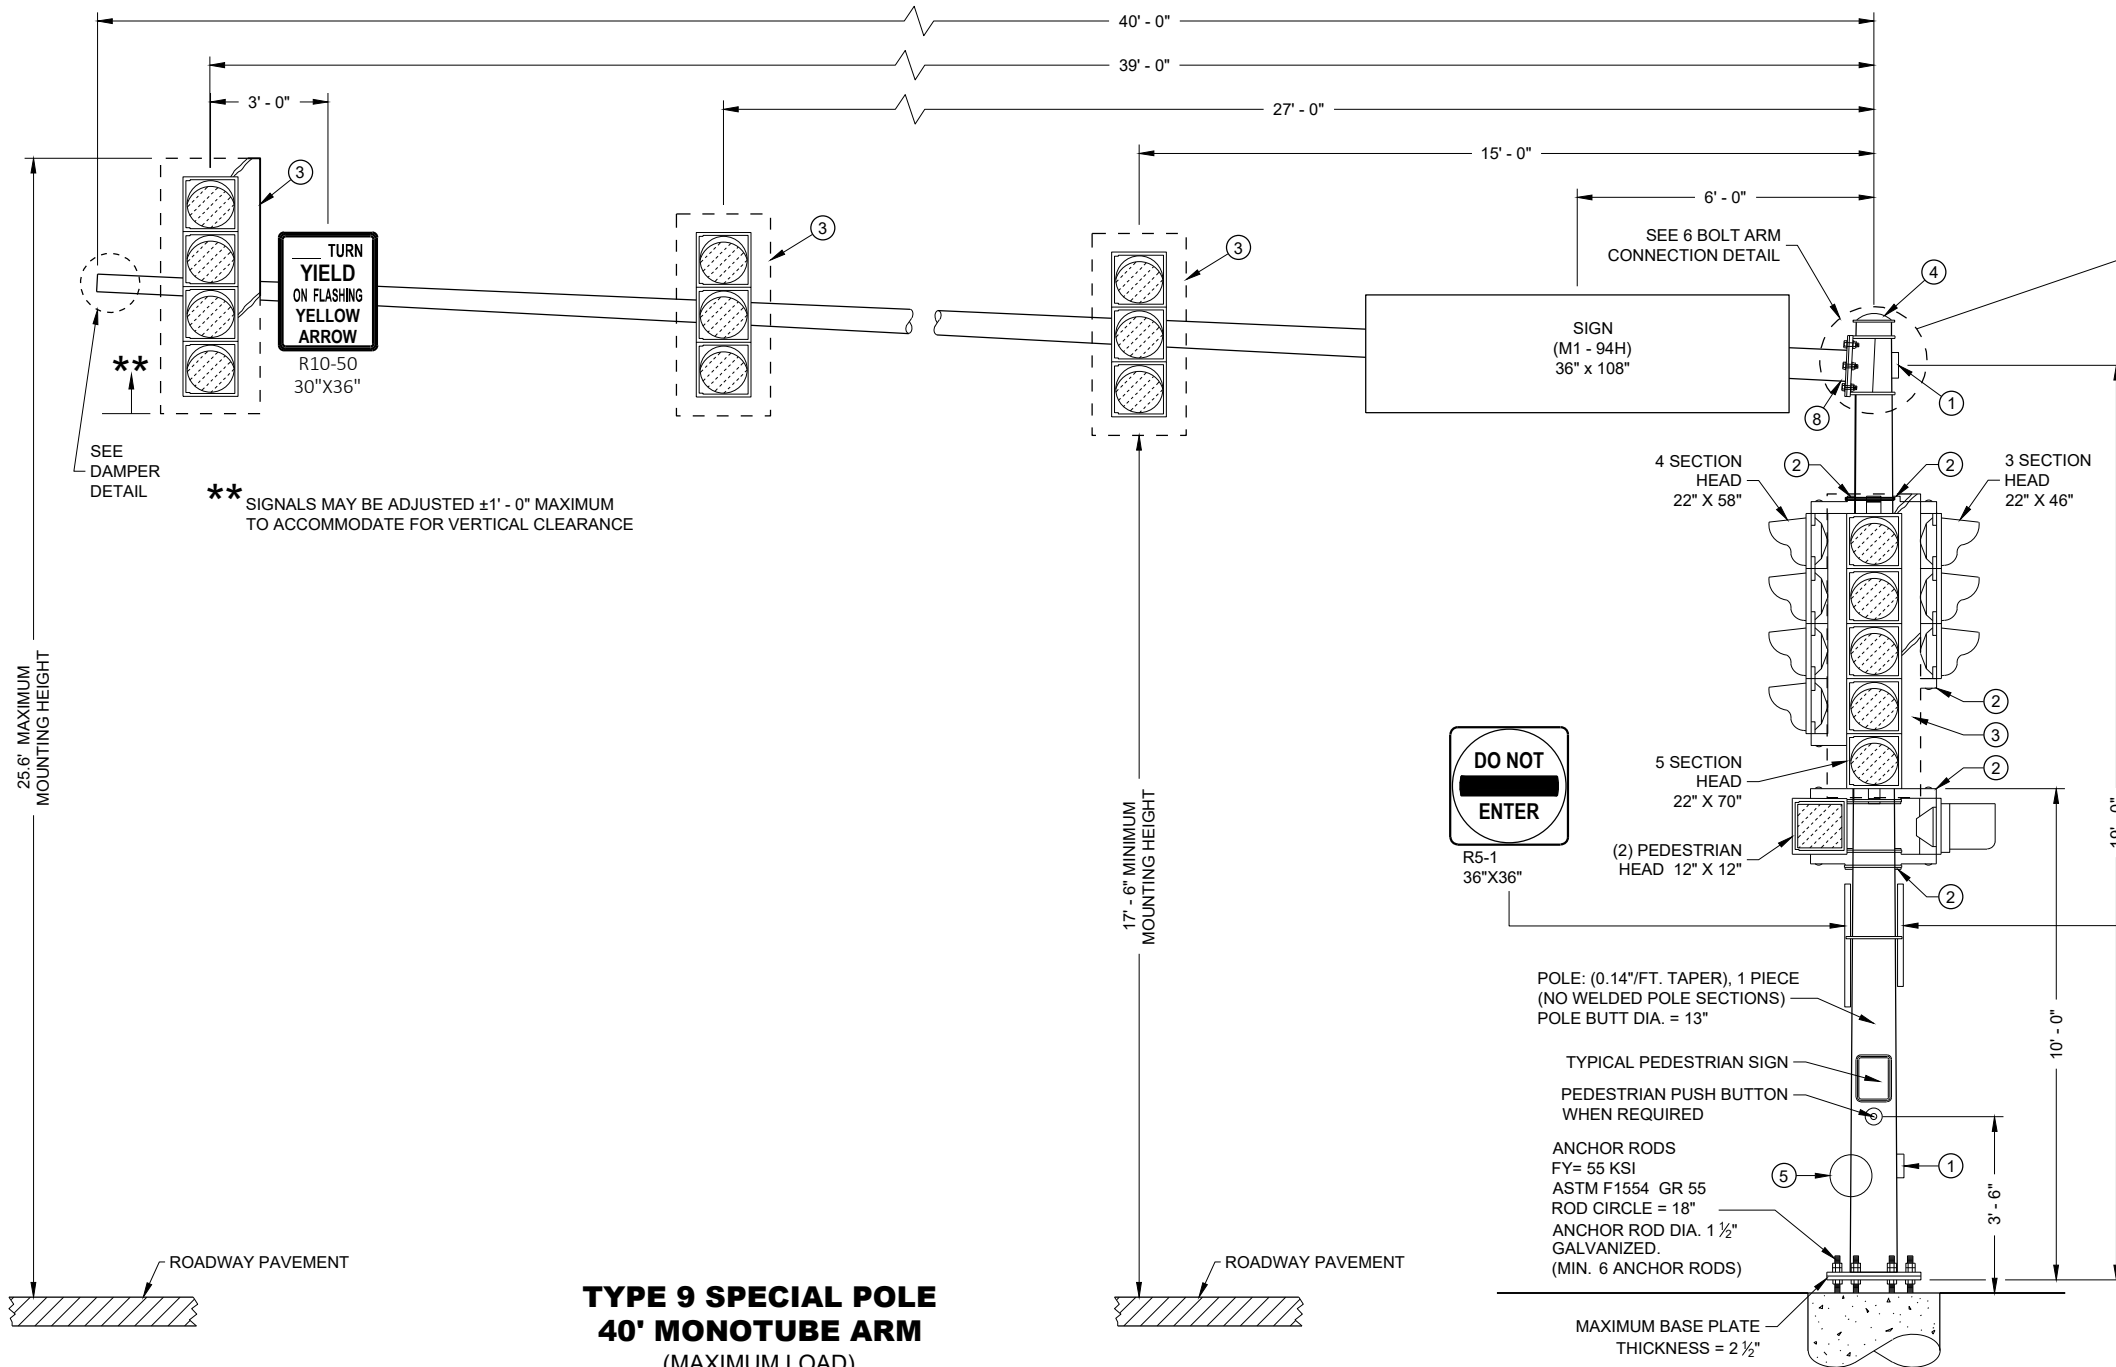 40' - 0"
39' - 0"
3' - 0"
27' - 0"
15' - 0"
6' - 0"
3
3
3
SEE 6 BOLT ARM
CONNECTION DETAIL
4
___ TURN
YIELD
ON FLASHING
YELLOW
ARROW
R10-50
30"X36"
SIGN
(M1 - 94H)
36" x 108"
1
8
**
SEE
DAMPER
DETAIL
** SIGNALS MAY BE ADJUSTED ±1' - 0" MAXIMUM
TO ACCOMMODATE FOR VERTICAL CLEARANCE
4 SECTION
HEAD
22" X 58"
2
2
3 SECTION
HEAD
22" X 46"
25.6' MAXIMUM
MOUNTING HEIGHT
17' - 6" MINIMUM
MOUNTING HEIGHT
2
3
2
5 SECTION
HEAD
22" X 70"
DO NOT
ENTER
R5-1
36"X36"
(2) PEDESTRIAN
HEAD 12" X 12"
2
POLE: (0.14"/FT. TAPER), 1 PIECE
(NO WELDED POLE SECTIONS)
POLE BUTT DIA. = 13"
10' - 0"
TYPICAL PEDESTRIAN SIGN
PEDESTRIAN PUSH BUTTON
WHEN REQUIRED
ANCHOR RODS
FY= 55 KSI
ASTM F1554 GR 55
ROD CIRCLE = 18"
ANCHOR ROD DIA. 1 ½"
GALVANIZED.
(MIN. 6 ANCHOR RODS)
5
1
3' - 6"
ROADWAY PAVEMENT
ROADWAY PAVEMENT
MAXIMUM BASE PLATE
THICKNESS = 2 ½"
TYPE 9 SPECIAL POLE
40' MONOTUBE ARM
(MAXIMUM LOAD)